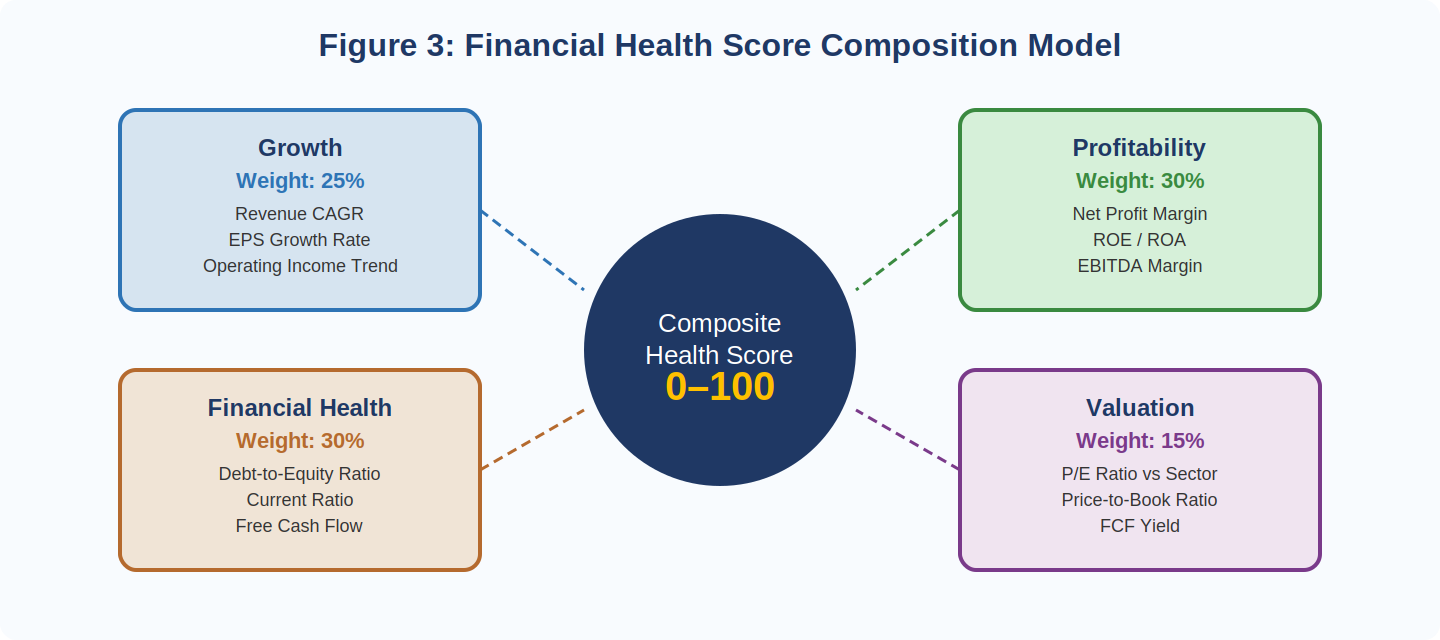 Figure 3: Financial Health Score Composition Model
Growth
Weight: 25%
Revenue CAGR
EPS Growth Rate
Operating Income Trend
Profitability
Weight: 30%
Net Profit Margin
ROE / ROA
EBITDA Margin
Composite
Health Score
0–100
Financial Health
Weight: 30%
Debt-to-Equity Ratio
Current Ratio
Free Cash Flow
Valuation
Weight: 15%
P/E Ratio vs Sector
Price-to-Book Ratio
FCF Yield